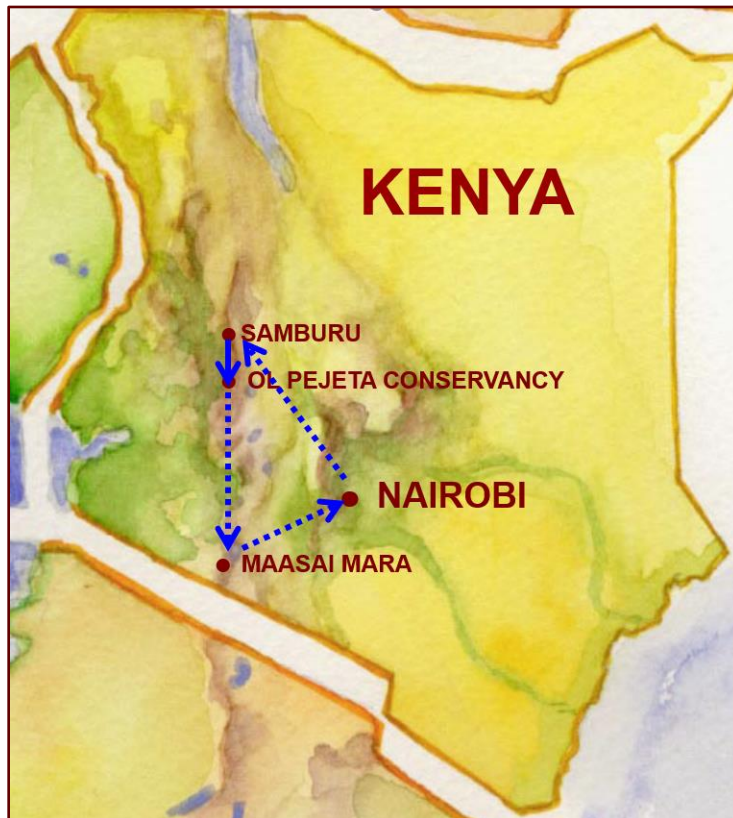 KENYA
SAMBURU
OL PEJETA CONSERVANCY
NAIROBI
MAASAI MARA